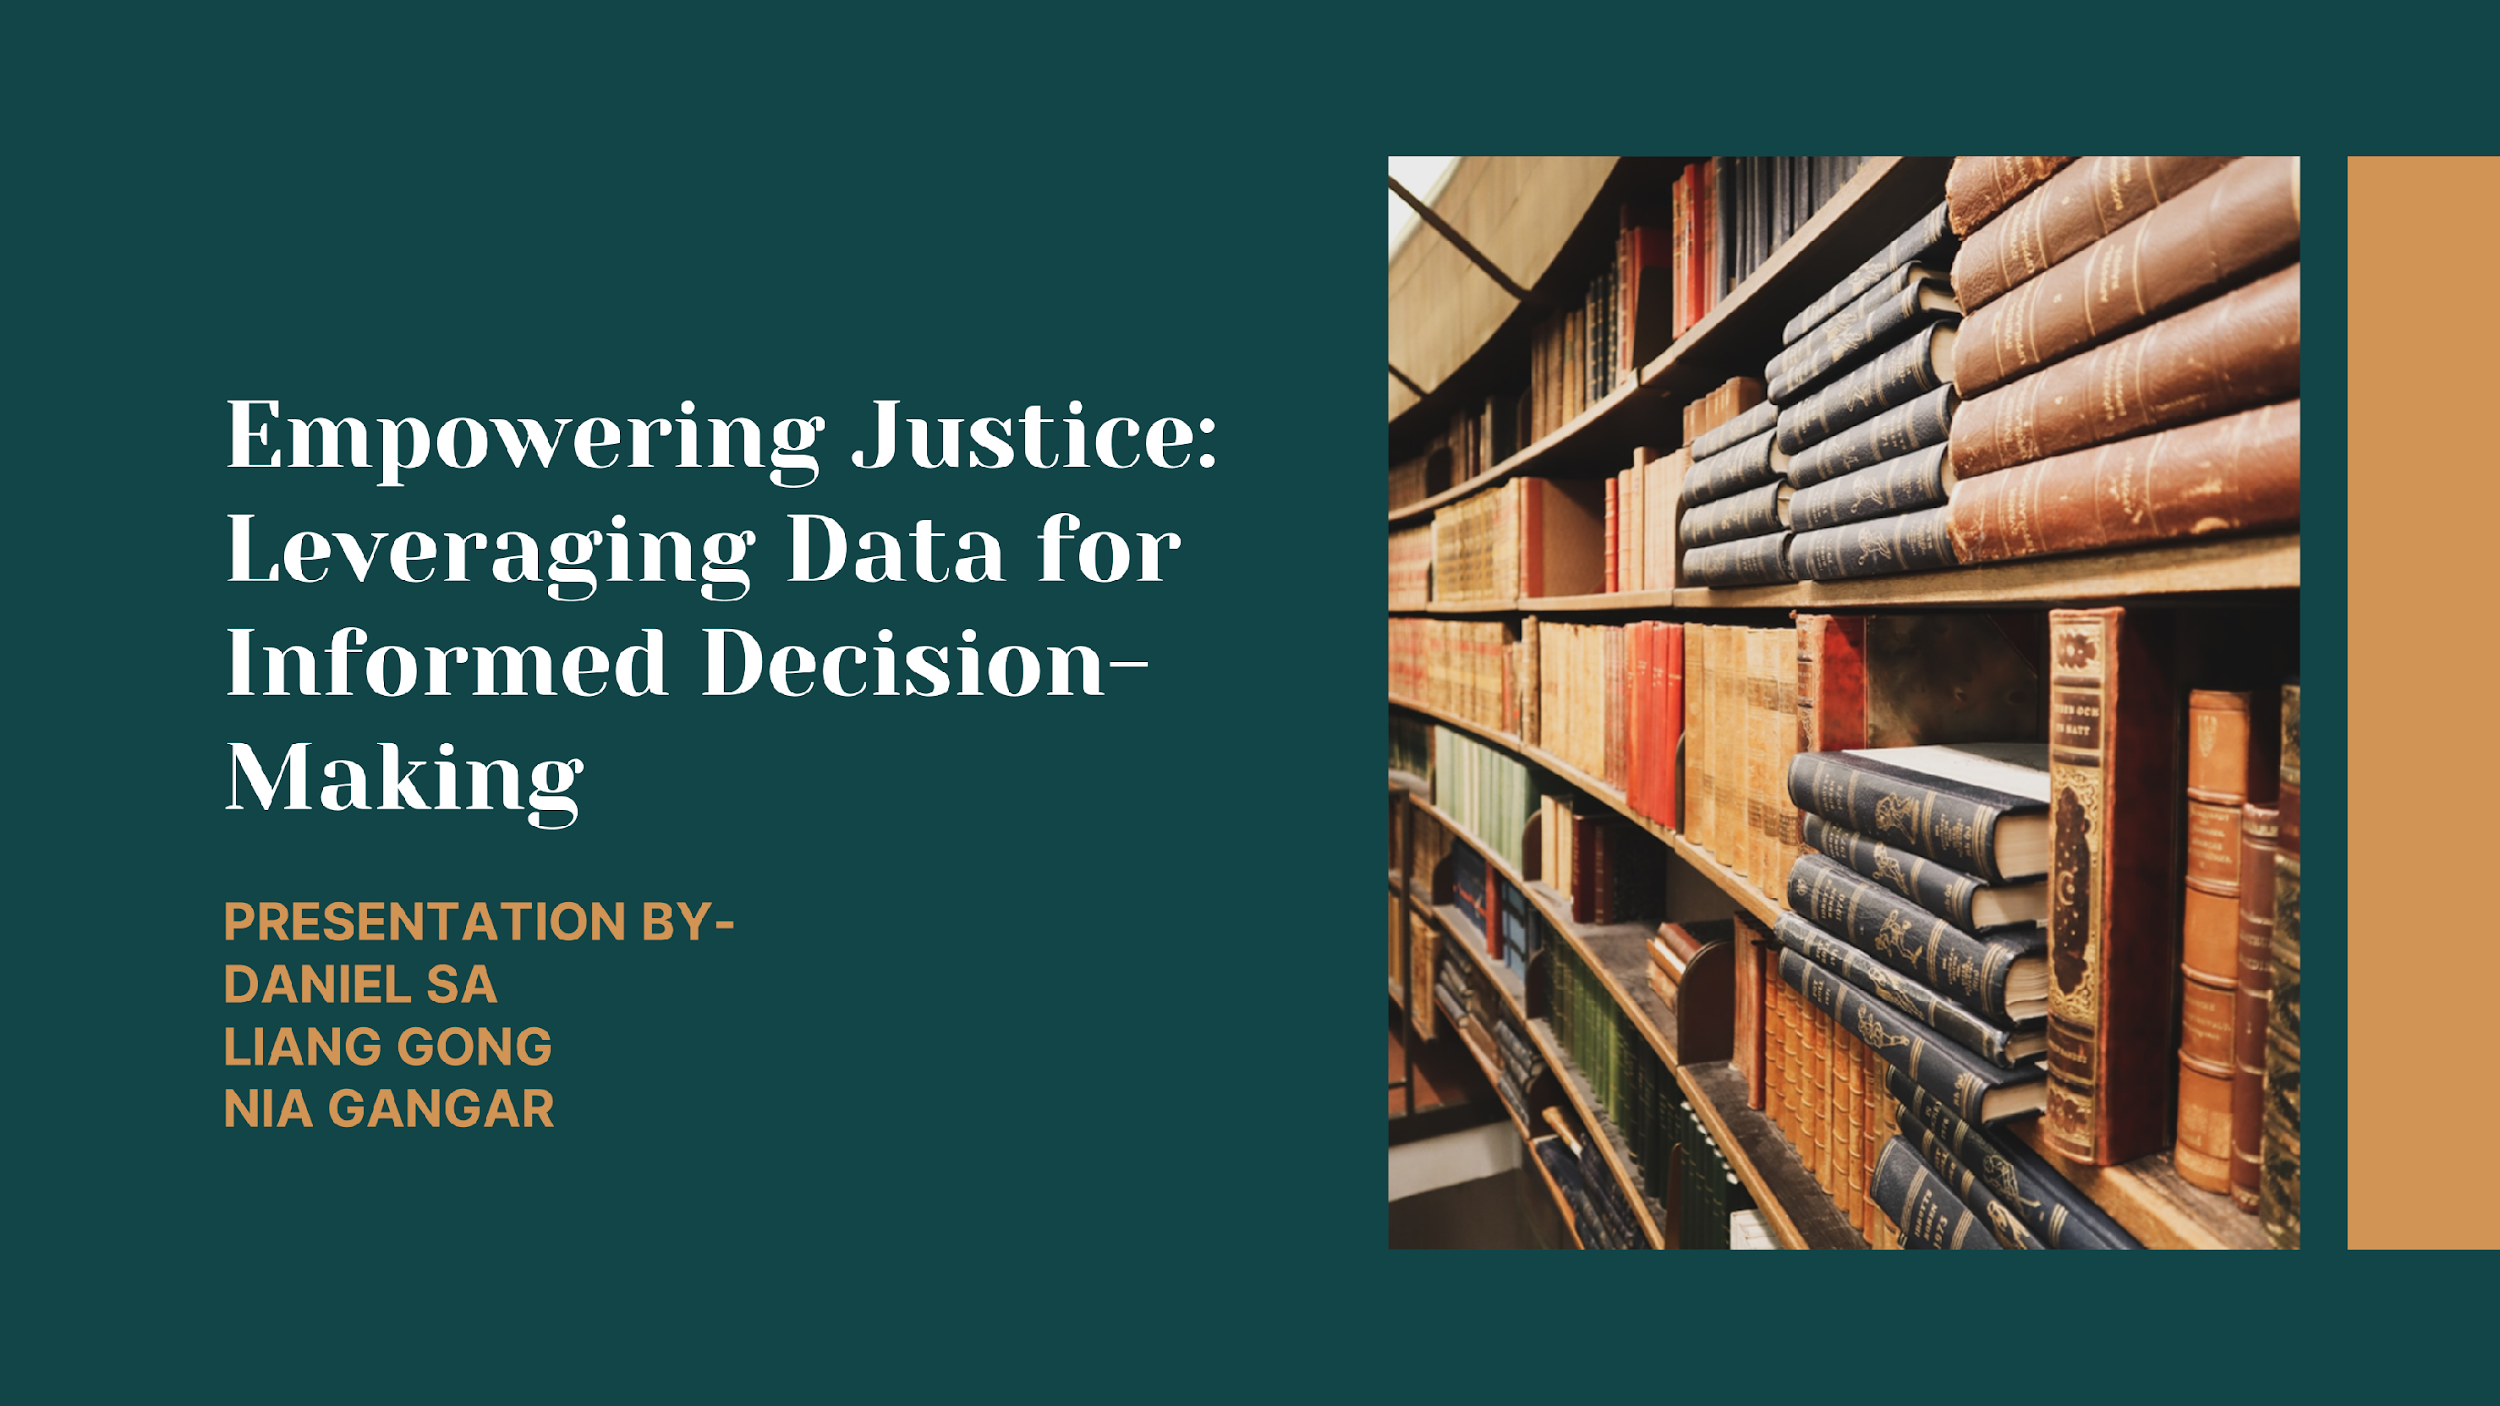 Empowering Justice:
Leveraging Data for
Informed Decision-
Making
PRESENTATION BY-
DANIEL SA
LIANG GONG
NIA GANGAR